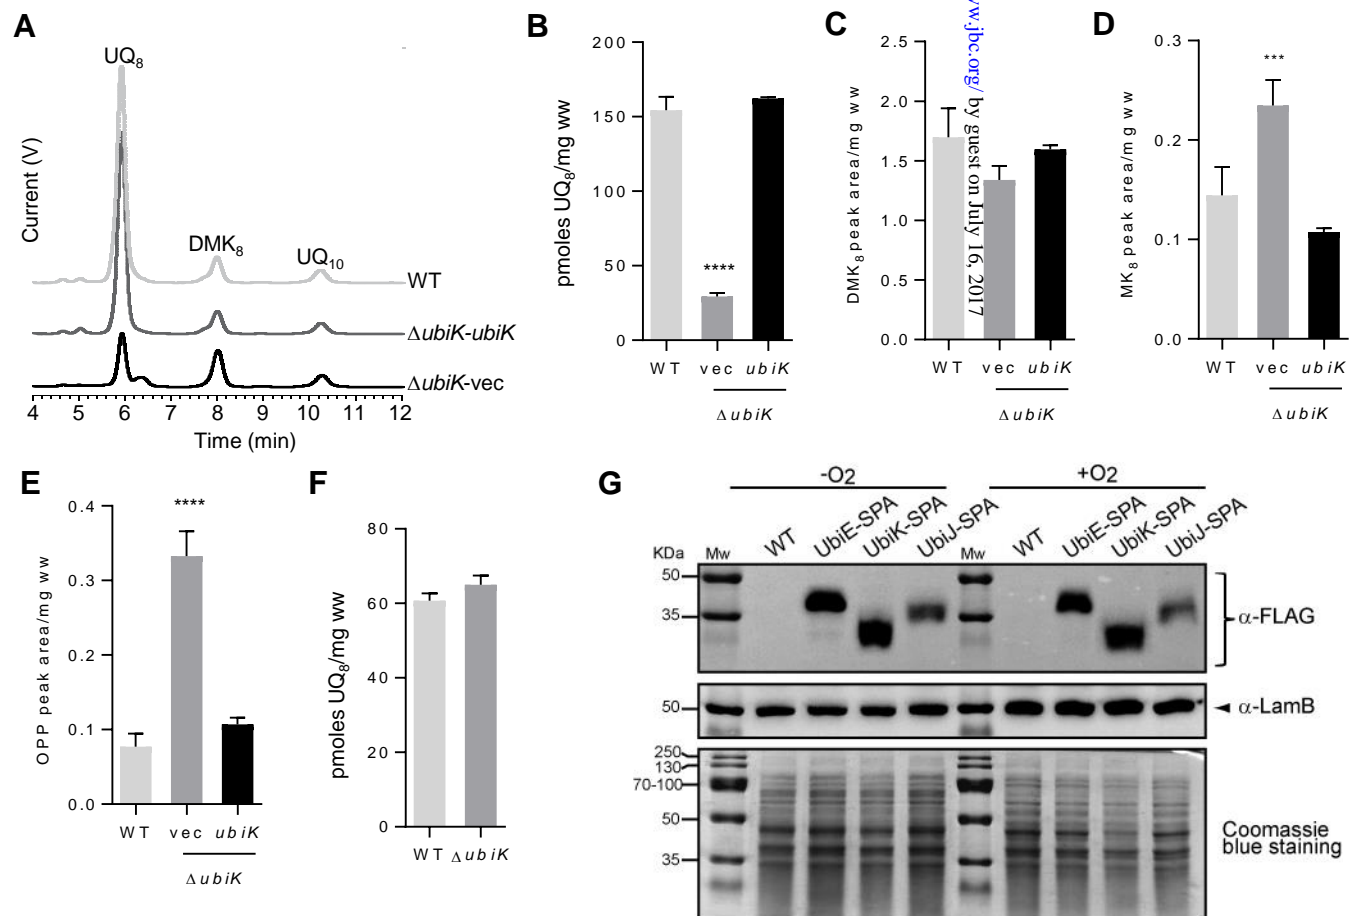 A
UQ8
DMK8
UQ10
WT
ΔubiK-ubiK
ΔubiK-vec
Current (V)
4 5 6 7 8 9 10 11 12
Time (min)
B
200
150
100
50
0
pmoles UQ8/mg ww
****
WT vec ubiK
ΔubiK
C
2.5
2.0
1.5
1.0
0.5
0.0
DMK8 peak area/mg ww
WT vec ubiK
ΔubiK
w.jbc.org/ by guest on July 16, 2017
D
0.3
0.2
0.1
0.0
MK8 peak area/mg ww
***
WT vec ubiK
ΔubiK
E
0.4
0.3
0.2
0.1
0.0
OPP peak area/mg ww
****
WT vec ubiK
ΔubiK
F
80
60
40
20
0
pmoles UQ8/mg ww
WT ΔubiK
G
-O2 +O2
KDa Mw WT UbiE-SPA UbiK-SPA UbiJ-SPA Mw WT UbiE-SPA UbiK-SPA UbiJ-SPA
50
35
α-FLAG
50
α-LamB
250
130
70-100
50
35
Coomassie
blue staining